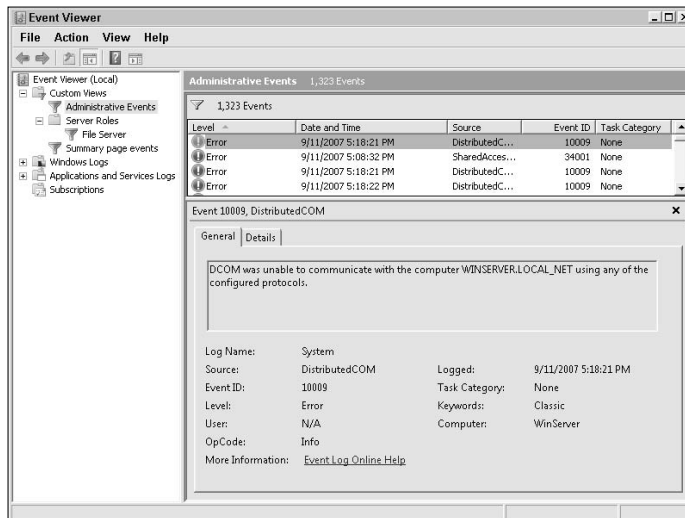 Event Viewer
File Action View Help
Event Viewer (Local)
Custom Views
Administrative Events
Server Roles
File Server
Summary page events
Windows Logs
Applications and Services Logs
Subscriptions
Administrative Events 1,323 Events
1,323 Events
Level Date and Time Source Event ID Task Category
Error 9/11/2007 5:18:21 PM DistributedC... 10009 None
Error 9/11/2007 5:08:32 PM SharedAcces... 34001 None
Error 9/11/2007 5:18:21 PM DistributedC... 10009 None
Error 9/11/2007 5:18:22 PM DistributedC... 10009 None
Event 10009, DistributedCOM
General Details
DCOM was unable to communicate with the computer WINSERVER.LOCAL_NET using any of the
configured protocols.
Log Name: System
Source: DistributedCOM Logged: 9/11/2007 5:18:21 PM
Event ID: 10009 Task Category: None
Level: Error Keywords: Classic
User: N/A Computer: WinServer
OpCode: Info
More Information: Event Log Online Help